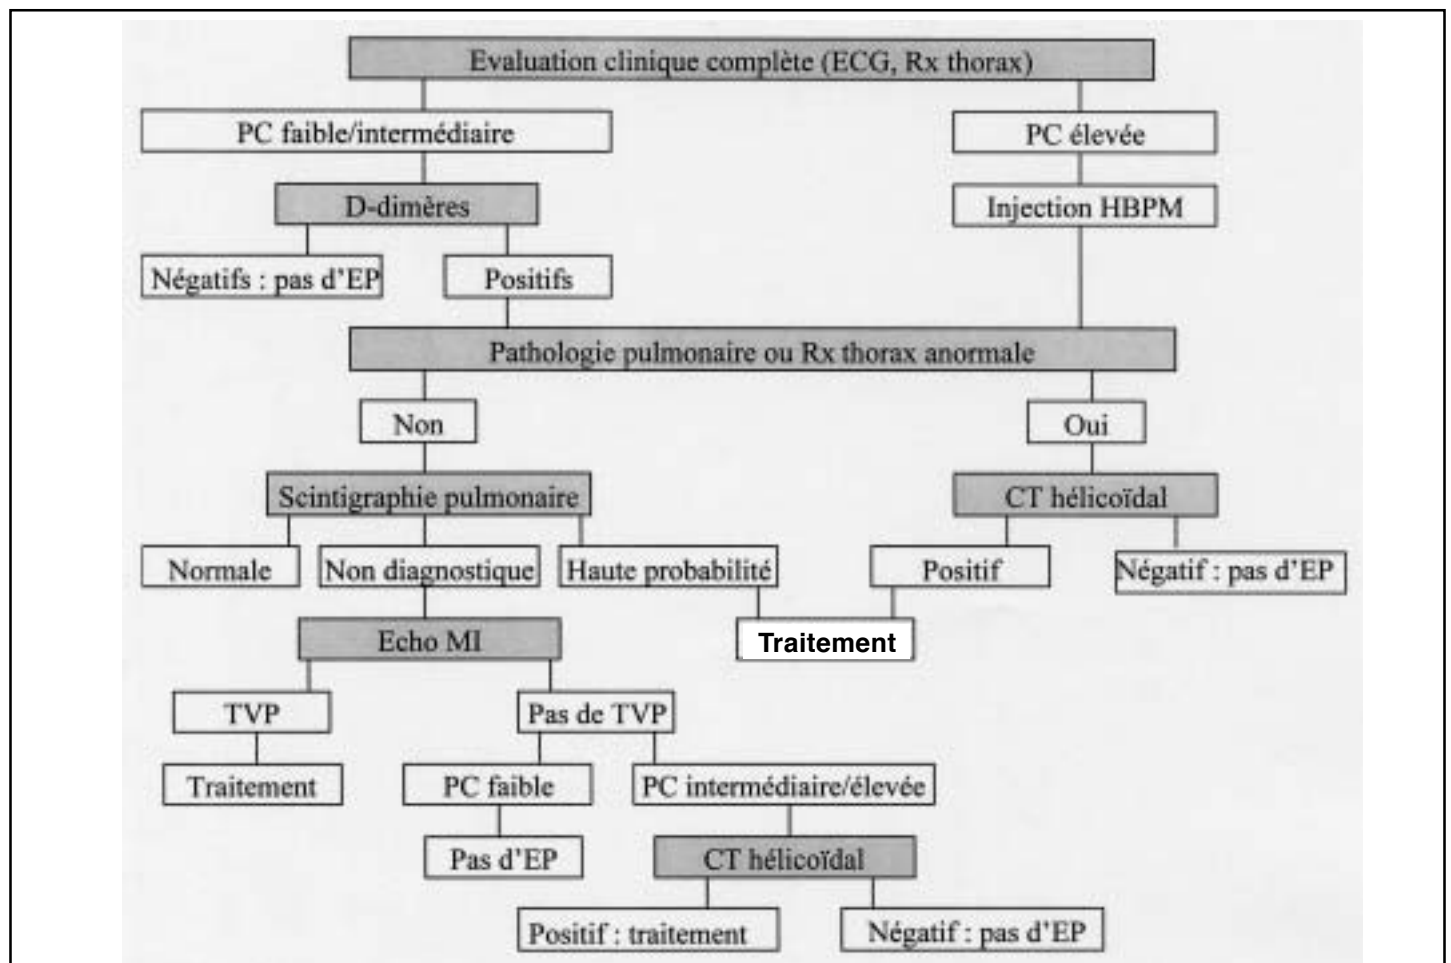 Evaluation clinique complète (ECG, Rx thorax)
PC faible/intermédiaire
PC élevée
D-dimères
Injection HBPM
Négatifs : pas d'EP
Positifs
Pathologie pulmonaire ou Rx thorax anormale
Non
Oui
Scintigraphie pulmonaire
CT hélicoïdal
Normale
Non diagnostique
Haute probabilité
Positif
Négatif : pas d'EP
Traitement
Echo MI
TVP
Pas de TVP
Traitement
PC faible
PC intermédiaire/élevée
Pas d'EP
CT hélicoïdal
Positif : traitement
Négatif : pas d'EP